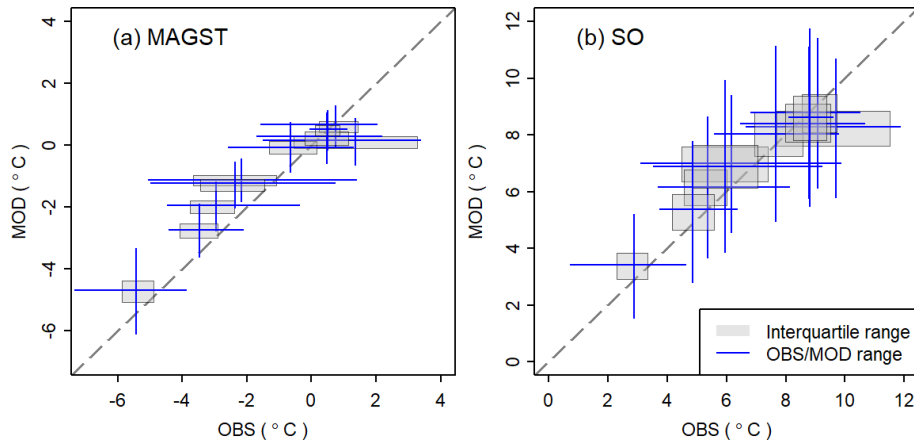 (a) MAGST
4
2
0
-2
-4
-6
MOD ( ° C )
-6 -4 -2 0 2 4
OBS ( ° C )
(b) SO
12
10
8
6
4
2
0
MOD ( ° C )
0 2 4 6 8 10 12
OBS ( ° C )
Interquartile range
OBS/MOD range